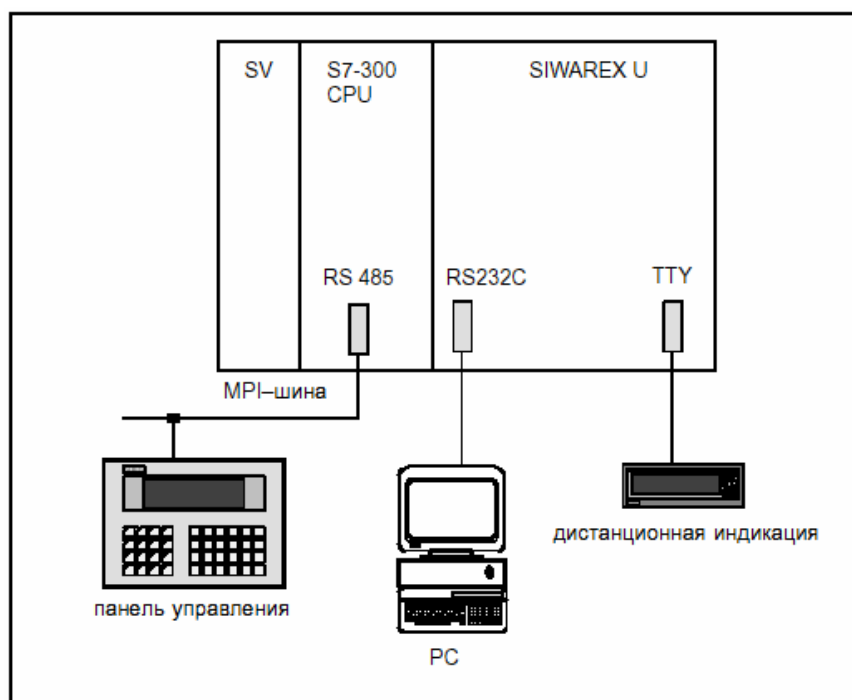 SV
S7-300
CPU
SIWAREX U
RS 485
RS232C
TTY
MPI–шина
дистанционная индикация
панель управления
PC